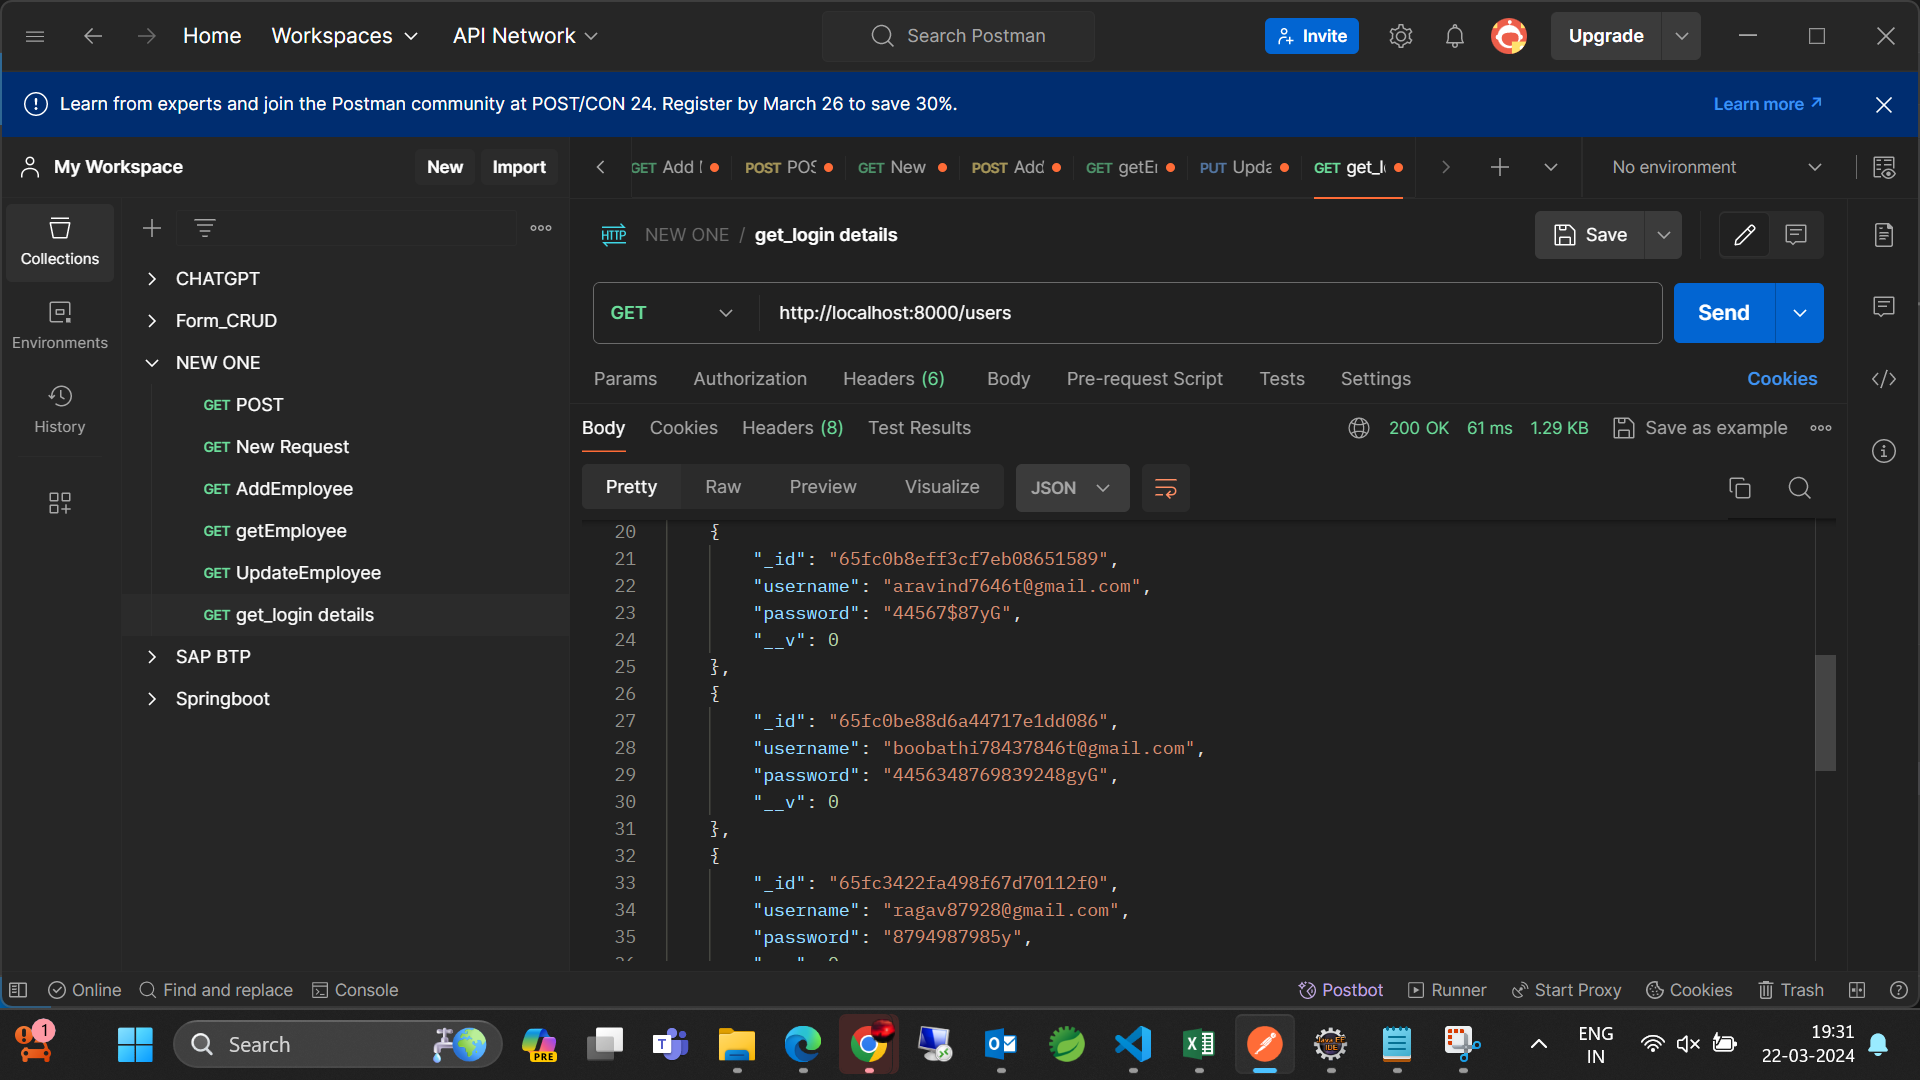 Home
Workspaces
API Network
Search Postman
Invite
Upgrade
Learn from experts and join the Postman community at POST/CON 24. Register by March 26 to save 30%.
Learn more
My Workspace
New
Import
GET Add
POST POS
GET New
POST Add
GET getEr
PUT Upda
GET get_l
No environment
Collections
Environments
History
CHATGPT
Form_CRUD
NEW ONE
GET POST
GET New Request
GET AddEmployee
GET getEmployee
GET UpdateEmployee
GET get_login details
SAP BTP
Springboot
HTTP
NEW ONE / get_login details
Save
GET
http://localhost:8000/users
Send
Params
Authorization
Headers (6)
Body
Pre-request Script
Tests
Settings
Cookies
Body
Cookies
Headers (8)
Test Results
200 OK
61 ms
1.29 KB
Save as example
Pretty
Raw
Preview
Visualize
JSON
20 {
21 "_id": "65fc0b8eff3cf7eb08651589",
22 "username": "aravind7646t@gmail.com",
23 "password": "44567$87yG",
24 "__v": 0
25 },
26 {
27 "_id": "65fc0be88d6a44717e1dd086",
28 "username": "boobathi78437846t@gmail.com",
29 "password": "4456348769839248gyG",
30 "__v": 0
31 },
32 {
33 "_id": "65fc3422fa498f67d70112f0",
34 "username": "ragav87928@gmail.com",
35 "password": "8794987985y",
Online
Find and replace
Console
Postbot
Runner
Start Proxy
Cookies
Trash
1
Search
PRE
ENG
IN
19:31
22-03-2024